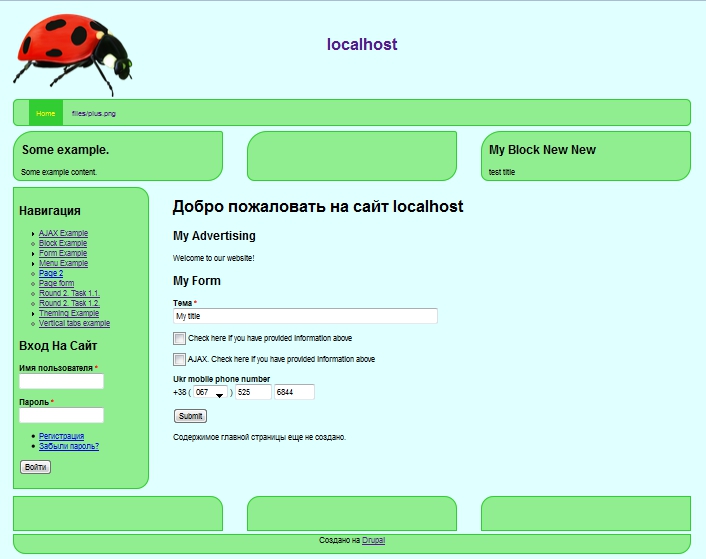 localhost
Home files/plus.png
Some example.
Some example content.
My Block New New
test title
Навигация
AJAX Example
Block Example
Form Example
Menu Example
Page 2
Page form
Round 2. Task 1.1.
Round 2. Task 1.2.
Theming Example
Vertical tabs example
Вход На Сайт
Имя пользователя *
Пароль *
Регистрация
Забыли пароль?
Войти
Добро пожаловать на сайт localhost
My Advertising
Welcome to our website!
My Form
Тема *
My title
Check here if you have provided information above
AJAX. Check here if you have provided information above
Ukr mobile phone number
+38 ( 067 ) 525 6844
Submit
Содержимое главной страницы еще не создано.
Создано на Drupal